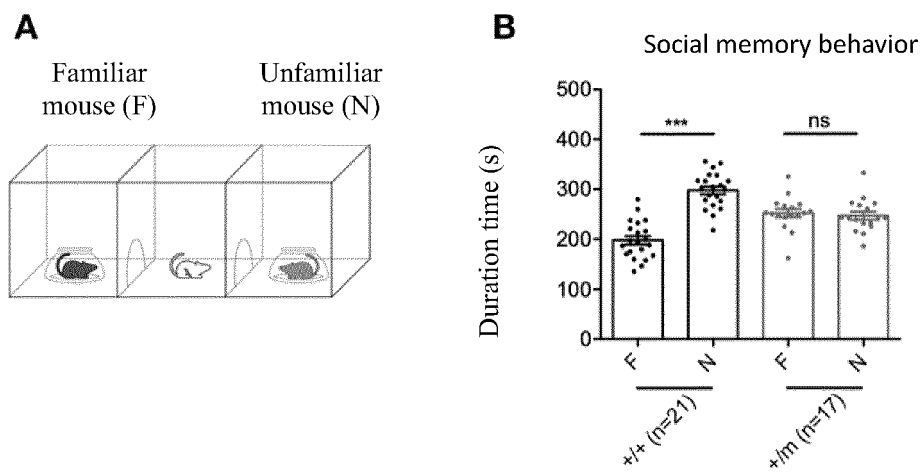 A
Familiar
mouse (F)
Unfamiliar
mouse (N)
B
Social memory behavior
Duration time (s)
500
400
300
200
100
0
***
ns
F
N
F
N
+/+ (n=21)
+/m (n=17)